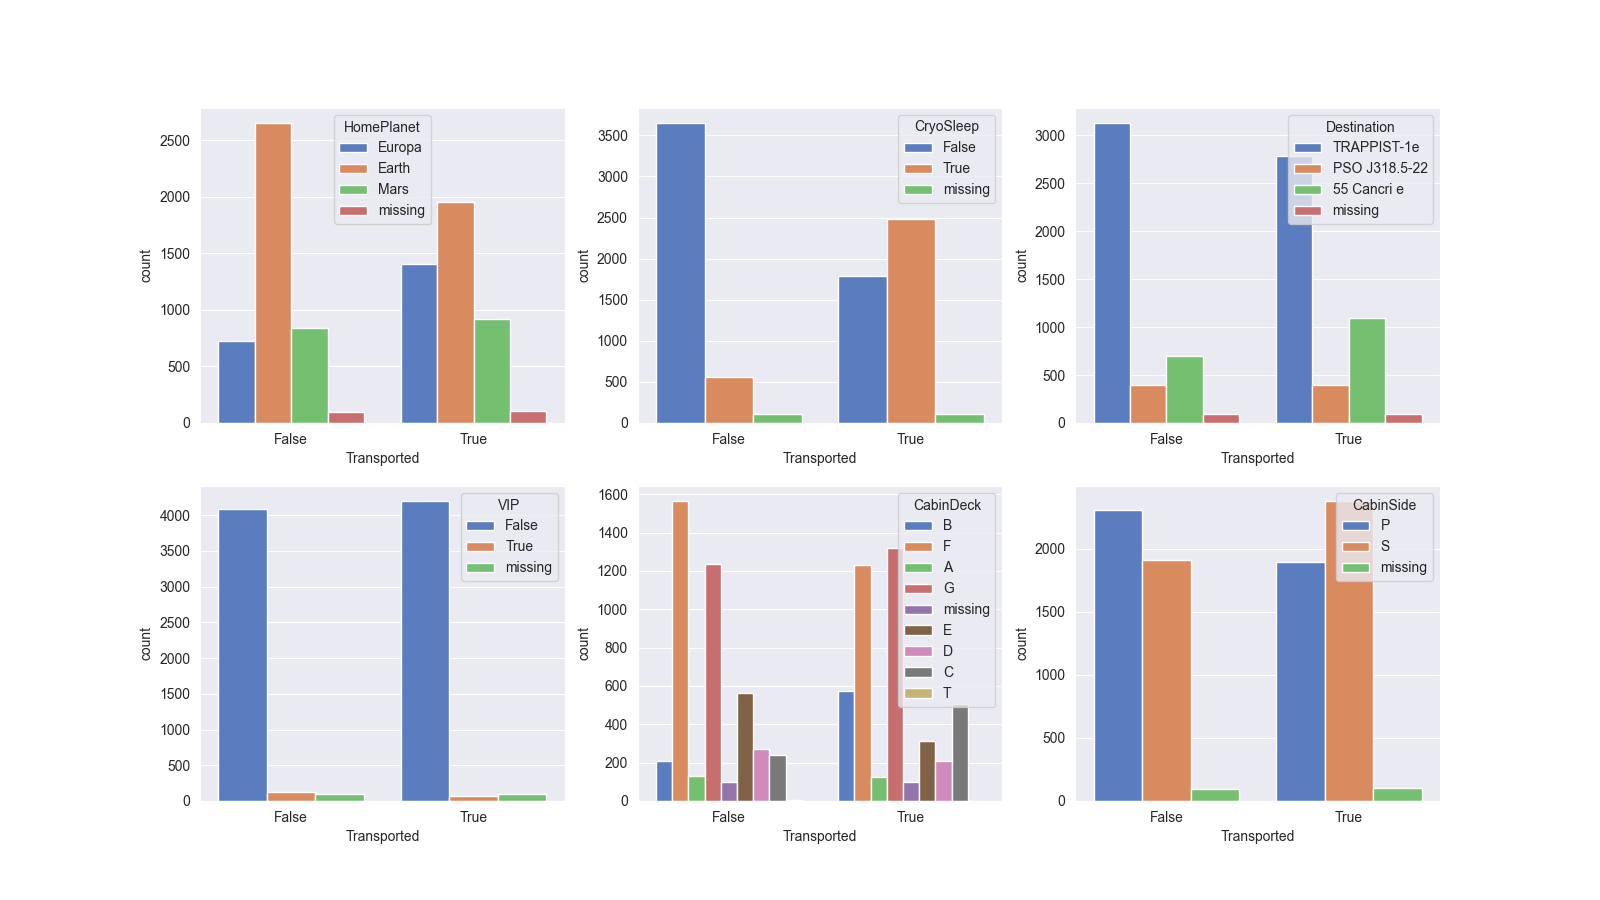 HomePlanet
Europa
Earth
Mars
missing
2500
2000
1500
1000
500
0
count
False True
Transported
CryoSleep
False
True
missing
3500
3000
2500
2000
1500
1000
500
0
count
False True
Transported
Destination
TRAPPIST-1e
PSO J318.5-22
55 Cancri e
missing
3000
2500
2000
1500
1000
500
0
count
False True
Transported
VIP
False
True
missing
4000
3500
3000
2500
2000
1500
1000
500
0
count
False True
Transported
CabinDeck
B
F
A
G
missing
E
D
C
T
1600
1400
1200
1000
800
600
400
200
0
count
False True
Transported
CabinSide
P
S
missing
2000
1500
1000
500
0
count
False True
Transported